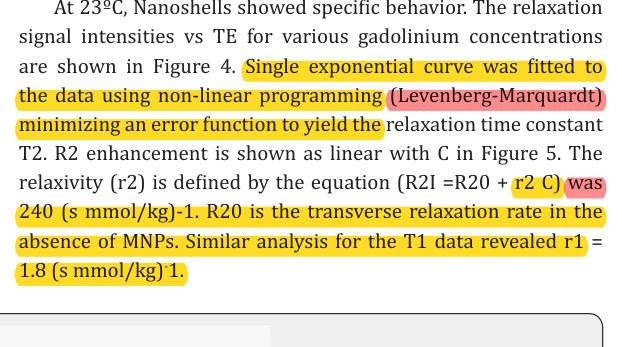 At 23ºC, Nanoshells showed specific behavior. The relaxation
signal intensities vs TE for various gadolinium concentrations
are shown in Figure 4. Single exponential curve was fitted to
the data using non-linear programming (Levenberg-Marquardt)
minimizing an error function to yield the relaxation time constant
T2. R2 enhancement is shown as linear with C in Figure 5. The
relaxivity (r2) is defined by the equation (R2I =R20 + r2 C) was
240 (s mmol/kg)-1. R20 is the transverse relaxation rate in the
absence of MNPs. Similar analysis for the T1 data revealed r1 =
1.8 (s mmol/kg)-1.